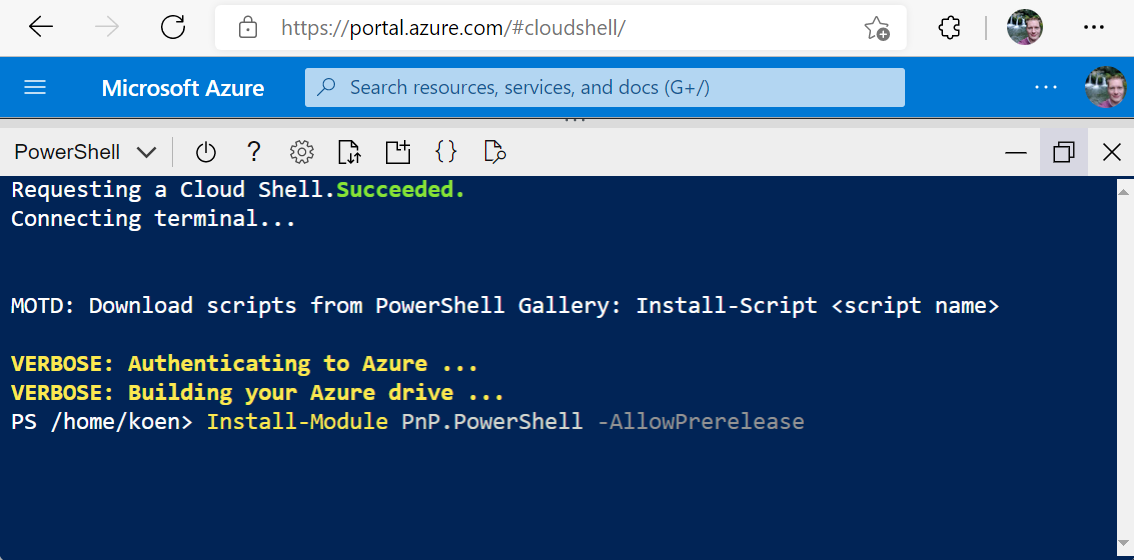 https://portal.azure.com/#cloudshell/
Microsoft Azure
Search resources, services, and docs (G+/)
PowerShell
Requesting a Cloud Shell.Succeeded.
Connecting terminal...
MOTD: Download scripts from PowerShell Gallery: Install-Script <script name>
VERBOSE: Authenticating to Azure ...
VERBOSE: Building your Azure drive ...
PS /home/koen> Install-Module PnP.PowerShell -AllowPrerelease